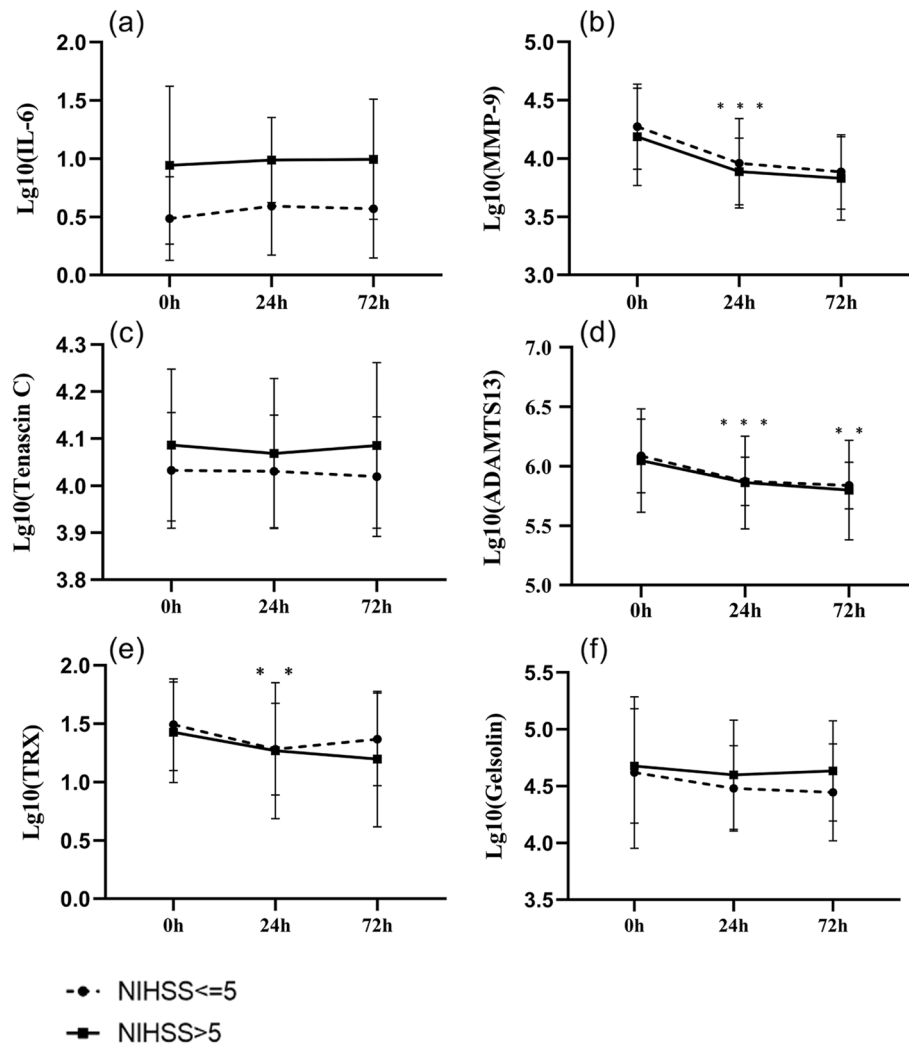 (a)
Lg10(IL-6)
2.0
1.5
1.0
0.5
0.0
0h 24h 72h
(b)
Lg10(MMP-9)
5.0
4.5
4.0
3.5
3.0
* * *
0h 24h 72h
(c)
Lg10(Tenascin C)
4.3
4.2
4.1
4.0
3.9
3.8
0h 24h 72h
(d)
Lg10(ADAMTS13)
7.0
6.5
6.0
5.5
5.0
* * * * *
0h 24h 72h
(e)
Lg10(TRX)
2.0
1.5
1.0
0.5
0.0
* *
0h 24h 72h
(f)
Lg10(Gelsolin)
5.5
5.0
4.5
4.0
3.5
0h 24h 72h
NIHSS<=5
NIHSS>5